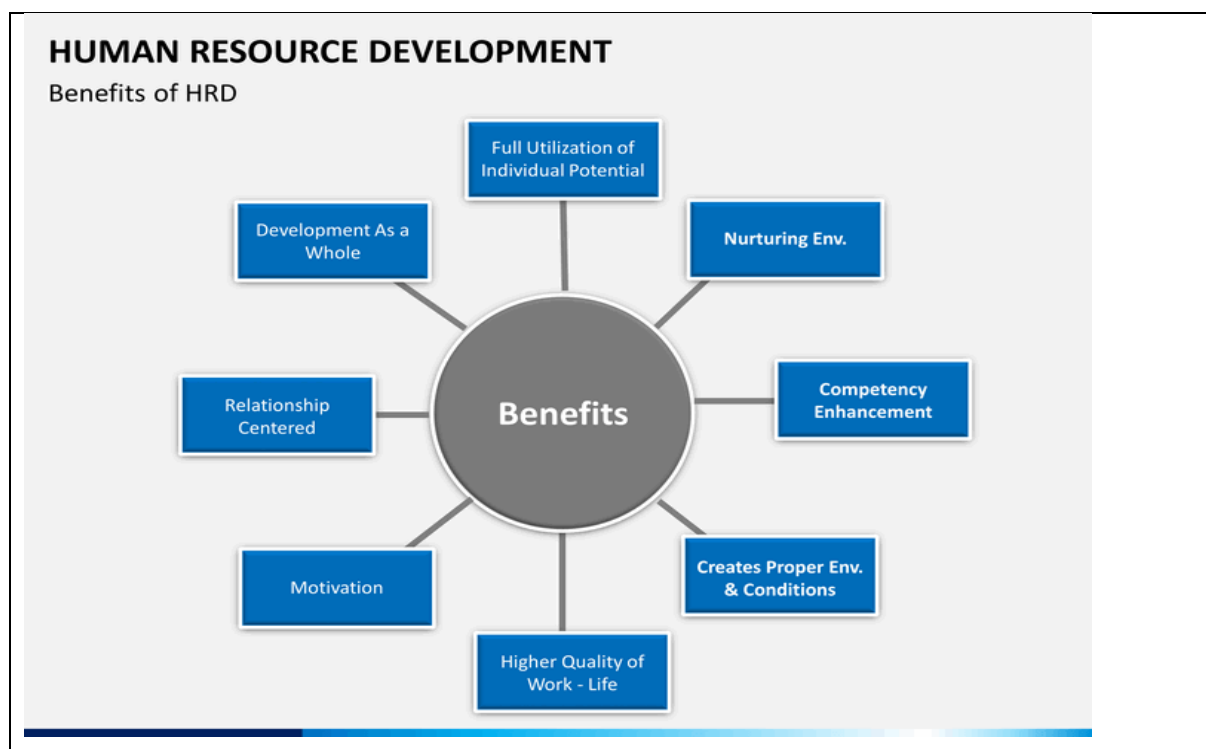 HUMAN RESOURCE DEVELOPMENT
Benefits of HRD
Full Utilization of
Individual Potential
Development As a
Whole
Nurturing Env.
Relationship
Centered
Benefits
Competency
Enhancement
Motivation
Creates Proper Env.
& Conditions
Higher Quality of
Work - Life